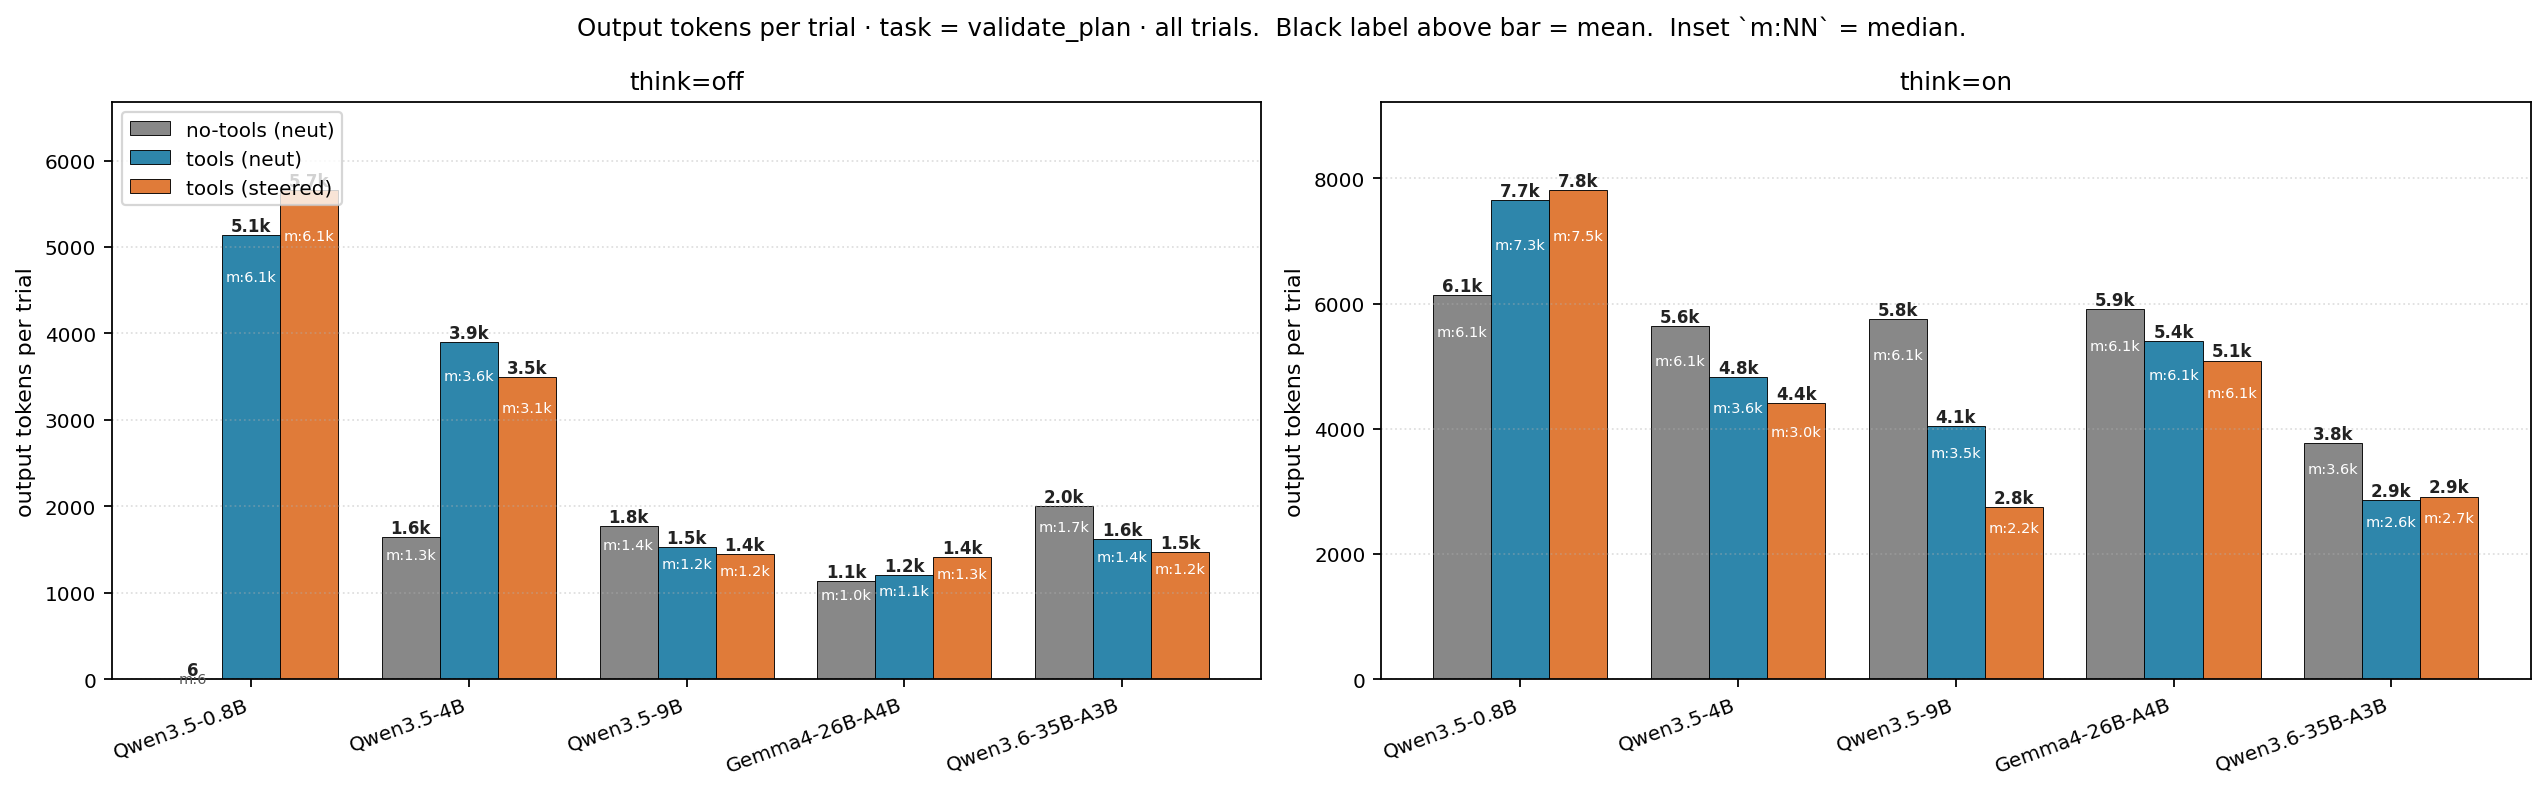 Output tokens per trial · task = validate_plan · all trials.  Black label above bar = mean.  Inset `m:NN` = median.
think=off
output tokens per trial
6000
5000
4000
3000
2000
1000
0
no-tools (neut)
tools (neut)
tools (steered)
6
m:6
5.1k
m:6.1k
5.7k
m:6.1k
1.6k
m:1.3k
3.9k
m:3.6k
3.5k
m:3.1k
1.8k
m:1.4k
1.5k
m:1.2k
1.4k
m:1.2k
1.1k
m:1.0k
1.2k
m:1.1k
1.4k
m:1.3k
2.0k
m:1.7k
1.6k
m:1.4k
1.5k
m:1.2k
Qwen3.5-0.8B
Qwen3.5-4B
Qwen3.5-9B
Gemma4-26B-A4B
Qwen3.6-35B-A3B
think=on
output tokens per trial
8000
6000
4000
2000
0
6.1k
m:6.1k
7.7k
m:7.3k
7.8k
m:7.5k
5.6k
m:6.1k
4.8k
m:3.6k
4.4k
m:3.0k
5.8k
m:6.1k
4.1k
m:3.5k
2.8k
m:2.2k
5.9k
m:6.1k
5.4k
m:6.1k
5.1k
m:6.1k
3.8k
m:3.6k
2.9k
m:2.6k
2.9k
m:2.7k
Qwen3.5-0.8B
Qwen3.5-4B
Qwen3.5-9B
Gemma4-26B-A4B
Qwen3.6-35B-A3B